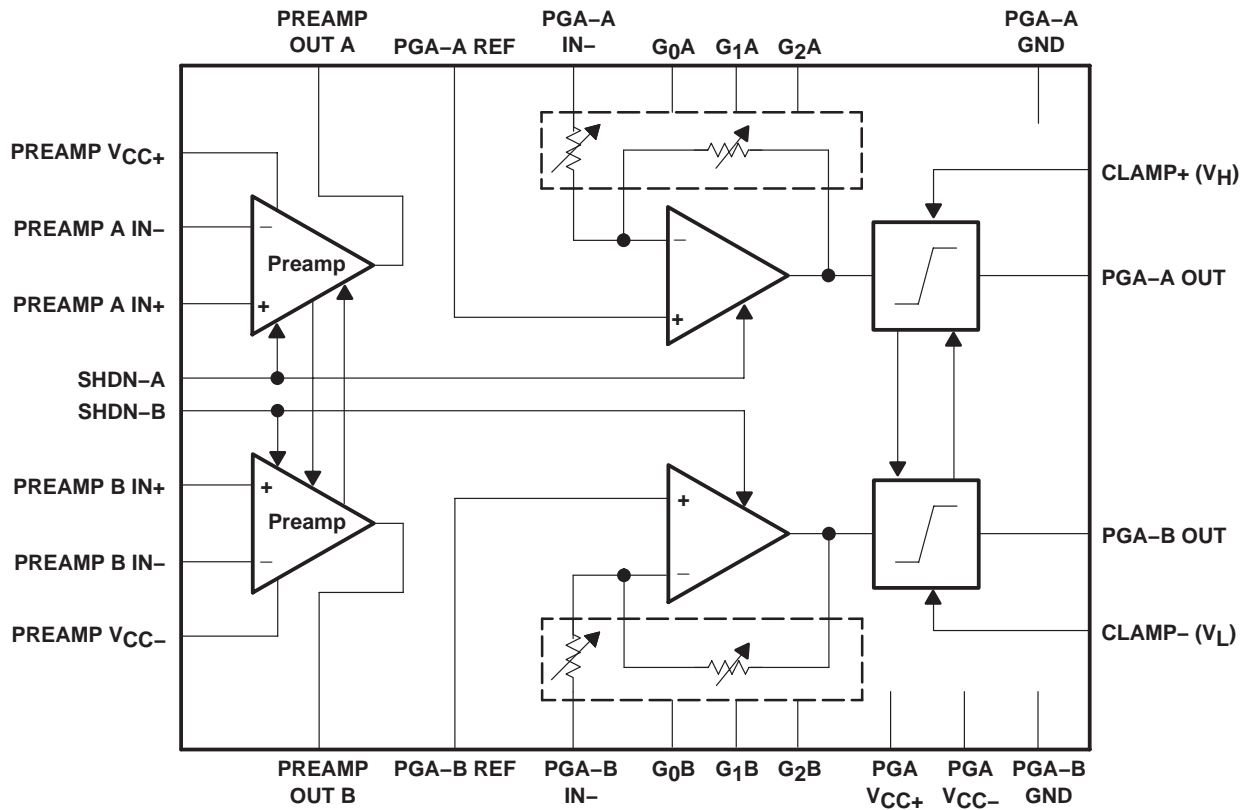 PREAMP
OUT A
PGA–A REF
PGA–A
IN–
G0A
G1A
G2A
PGA–A
GND
PREAMP VCC+
PREAMP A IN–
PREAMP A IN+
SHDN–A
SHDN–B
PREAMP B IN+
PREAMP B IN–
PREAMP VCC–
–
Preamp
+
+
Preamp
–
–
+
+
–
CLAMP+ (VH)
PGA–A OUT
PGA–B OUT
CLAMP– (VL)
PREAMP
OUT B
PGA–B REF
PGA–B
IN–
G0B
G1B
G2B
PGA
VCC+
PGA
VCC–
PGA–B
GND